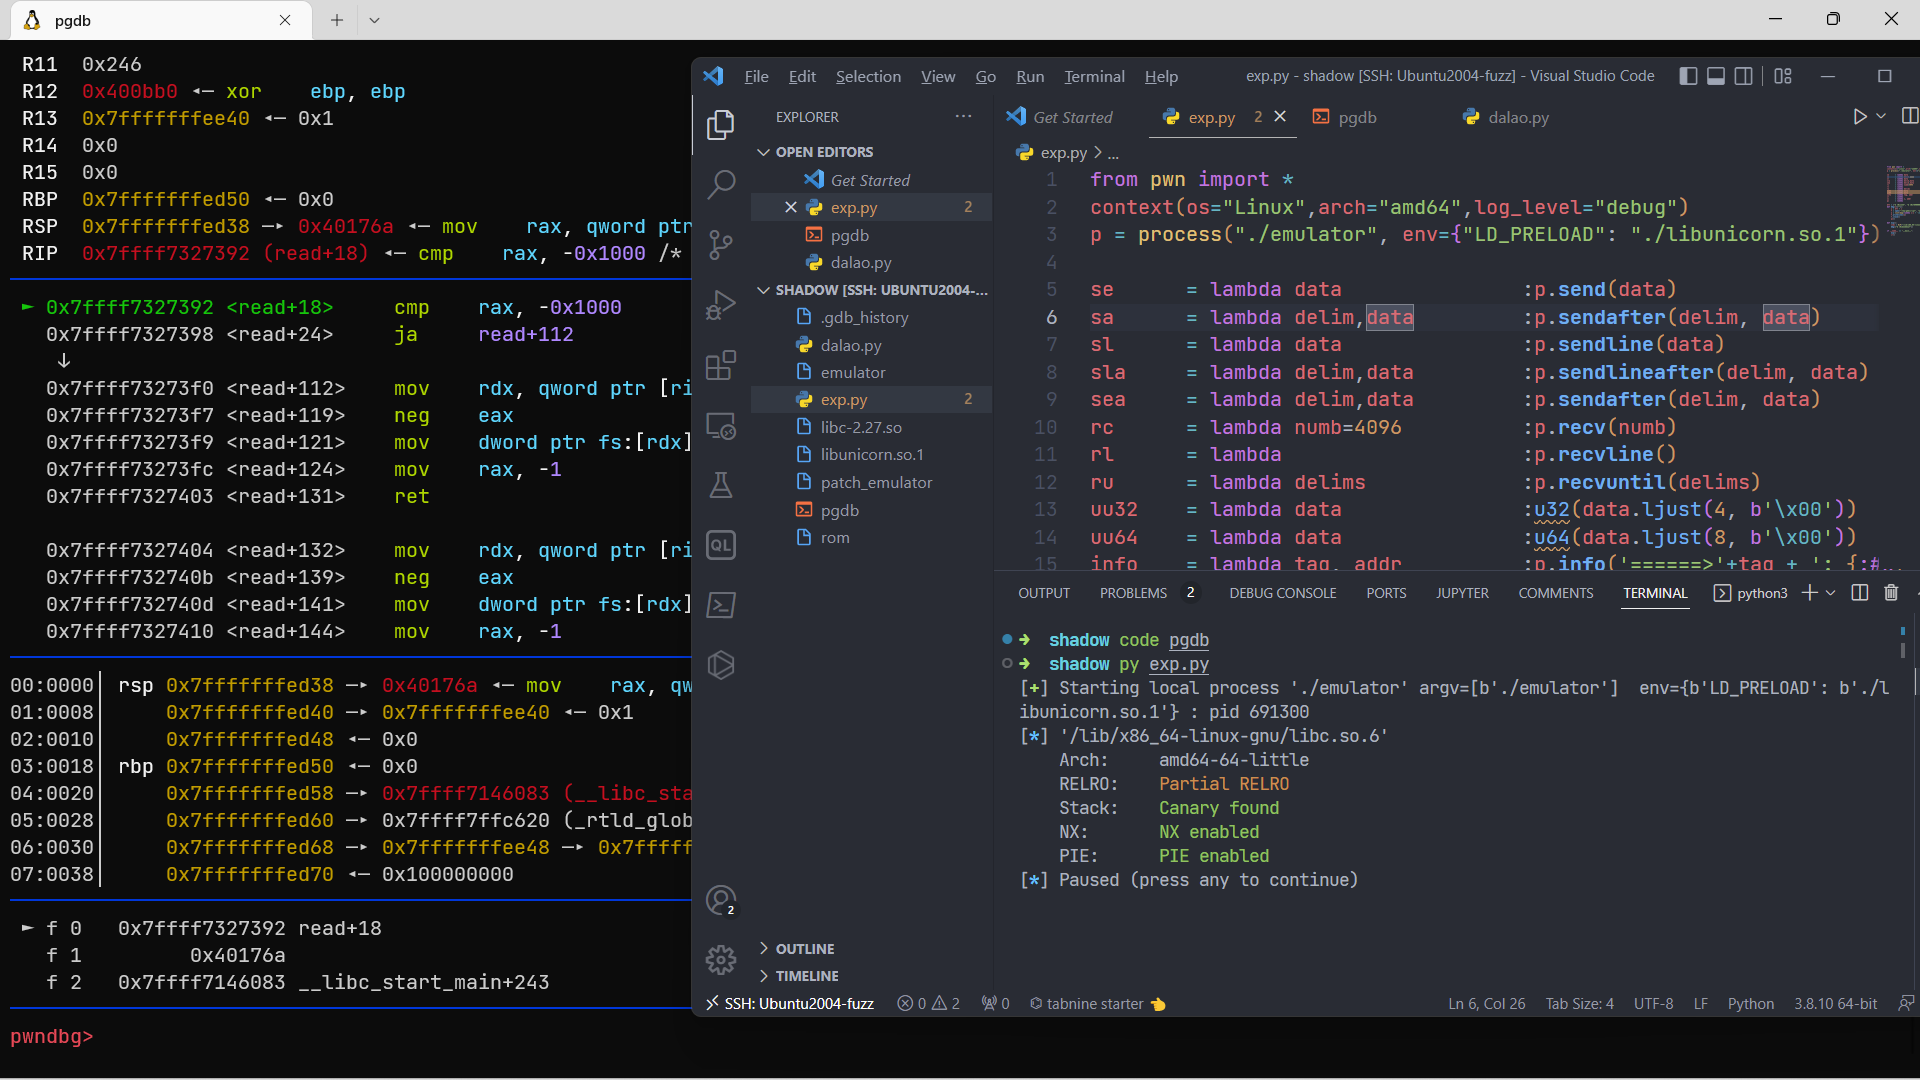 pgdb
R11  0x246
R12  0x400bb0 ◂— xor    ebp, ebp
R13  0x7fffffffee40 ◂— 0x1
R14  0x0
R15  0x0
RBP  0x7fffffffed50 ◂— 0x0
RSP  0x7fffffffed38 —▸ 0x40176a ◂— mov    rax, qword ptr
RIP  0x7ffff7327392 (read+18) ◂— cmp    rax, -0x1000 /*
► 0x7ffff7327392 <read+18>     cmp    rax, -0x1000
0x7ffff7327398 <read+24>     ja     read+112
↓
0x7ffff73273f0 <read+112>    mov    rdx, qword ptr [ri
0x7ffff73273f7 <read+119>    neg    eax
0x7ffff73273f9 <read+121>    mov    dword ptr fs:[rdx]
0x7ffff73273fc <read+124>    mov    rax, -1
0x7ffff7327403 <read+131>    ret
0x7ffff7327404 <read+132>    mov    rdx, qword ptr [ri
0x7ffff732740b <read+139>    neg    eax
0x7ffff732740d <read+141>    mov    dword ptr fs:[rdx]
0x7ffff7327410 <read+144>    mov    rax, -1
00:0000│ rsp 0x7fffffffed38 —▸ 0x40176a ◂— mov    rax, qw
01:0008│     0x7fffffffed40 —▸ 0x7fffffffee40 ◂— 0x1
02:0010│     0x7fffffffed48 ◂— 0x0
03:0018│ rbp 0x7fffffffed50 ◂— 0x0
04:0020│     0x7fffffffed58 —▸ 0x7ffff7146083 (__libc_sta
05:0028│     0x7fffffffed60 —▸ 0x7ffff7ffc620 (_rtld_glob
06:0030│     0x7fffffffed68 —▸ 0x7fffffffee48 —▸ 0x7fffff
07:0038│     0x7fffffffed70 ◂— 0x100000000
► f 0   0x7ffff7327392 read+18
f 1         0x40176a
f 2   0x7ffff7146083 __libc_start_main+243
pwndbg>
File Edit Selection View Go Run Terminal Help exp.py - shadow [SSH: Ubuntu2004-fuzz] - Visual Studio Code
EXPLORER ···
OPEN EDITORS
Get Started
exp.py 2
pgdb
dalao.py
SHADOW [SSH: UBUNTU2004-...
.gdb_history
dalao.py
emulator
exp.py 2
libc-2.27.so
libunicorn.so.1
patch_emulator
pgdb
rom
OUTLINE
TIMELINE
QL
2
Get Started exp.py 2 pgdb dalao.py
exp.py > ...
1 from pwn import *
2 context(os="Linux",arch="amd64",log_level="debug")
3 p = process("./emulator", env={"LD_PRELOAD": "./libunicorn.so.1"})
4
5 se      = lambda data               :p.send(data)
6 sa      = lambda delim,data         :p.sendafter(delim, data)
7 sl      = lambda data               :p.sendline(data)
8 sla     = lambda delim,data         :p.sendlineafter(delim, data)
9 sea     = lambda delim,data         :p.sendafter(delim, data)
10 rc      = lambda numb=4096          :p.recv(numb)
11 rl      = lambda                    :p.recvline()
12 ru      = lambda delims             :p.recvuntil(delims)
13 uu32    = lambda data               :u32(data.ljust(4, b'\x00'))
14 uu64    = lambda data               :u64(data.ljust(8, b'\x00'))
15 info    = lambda tag, addr          :p.info('======>'+tag + ': {:#...
OUTPUT PROBLEMS 2 DEBUG CONSOLE PORTS JUPYTER COMMENTS TERMINAL python3
➜  shadow code pgdb
➜  shadow py exp.py
[+] Starting local process './emulator' argv=[b'./emulator']  env={b'LD_PRELOAD': b'./l
ibunicorn.so.1'} : pid 691300
[*] '/lib/x86_64-linux-gnu/libc.so.6'
Arch:     amd64-64-little
RELRO:    Partial RELRO
Stack:    Canary found
NX:       NX enabled
PIE:      PIE enabled
[*] Paused (press any to continue)
SSH: Ubuntu2004-fuzz 0 2 0 tabnine starter 👈 Ln 6, Col 26 Tab Size: 4 UTF-8 LF Python 3.8.10 64-bit